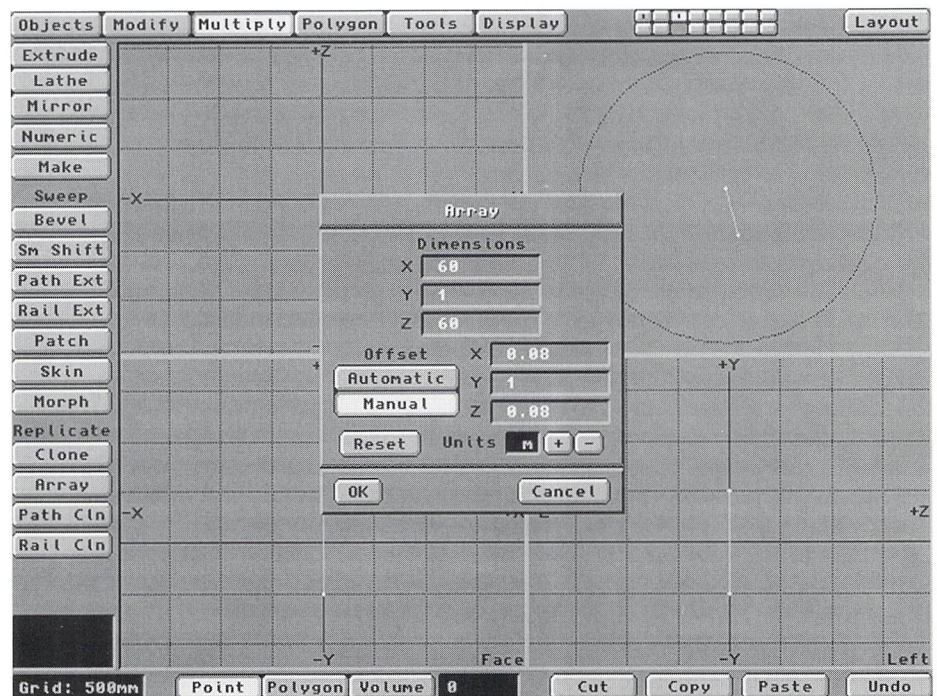 Objects Modify Multiply Polygon Tools Display Layout
Extrude
Lathe
Mirror
Numeric
Make
Sweep
Bevel
Sm Shift
Path Ext
Rail Ext
Patch
Skin
Morph
Replicate
Clone
Array
Path Cln
Rail Cln
+Z
-X
Array
Dimensions
X 60
Y 1
Z 60
Offset
Automatic
Manual
X 0.08
Y 1
Z 0.08
Reset Units m + -
OK Cancel
+Y
-X
+Z
-Y Face -Y Left
Grid: 500mm Point Polygon Volume 0 Cut Copy Paste Undo